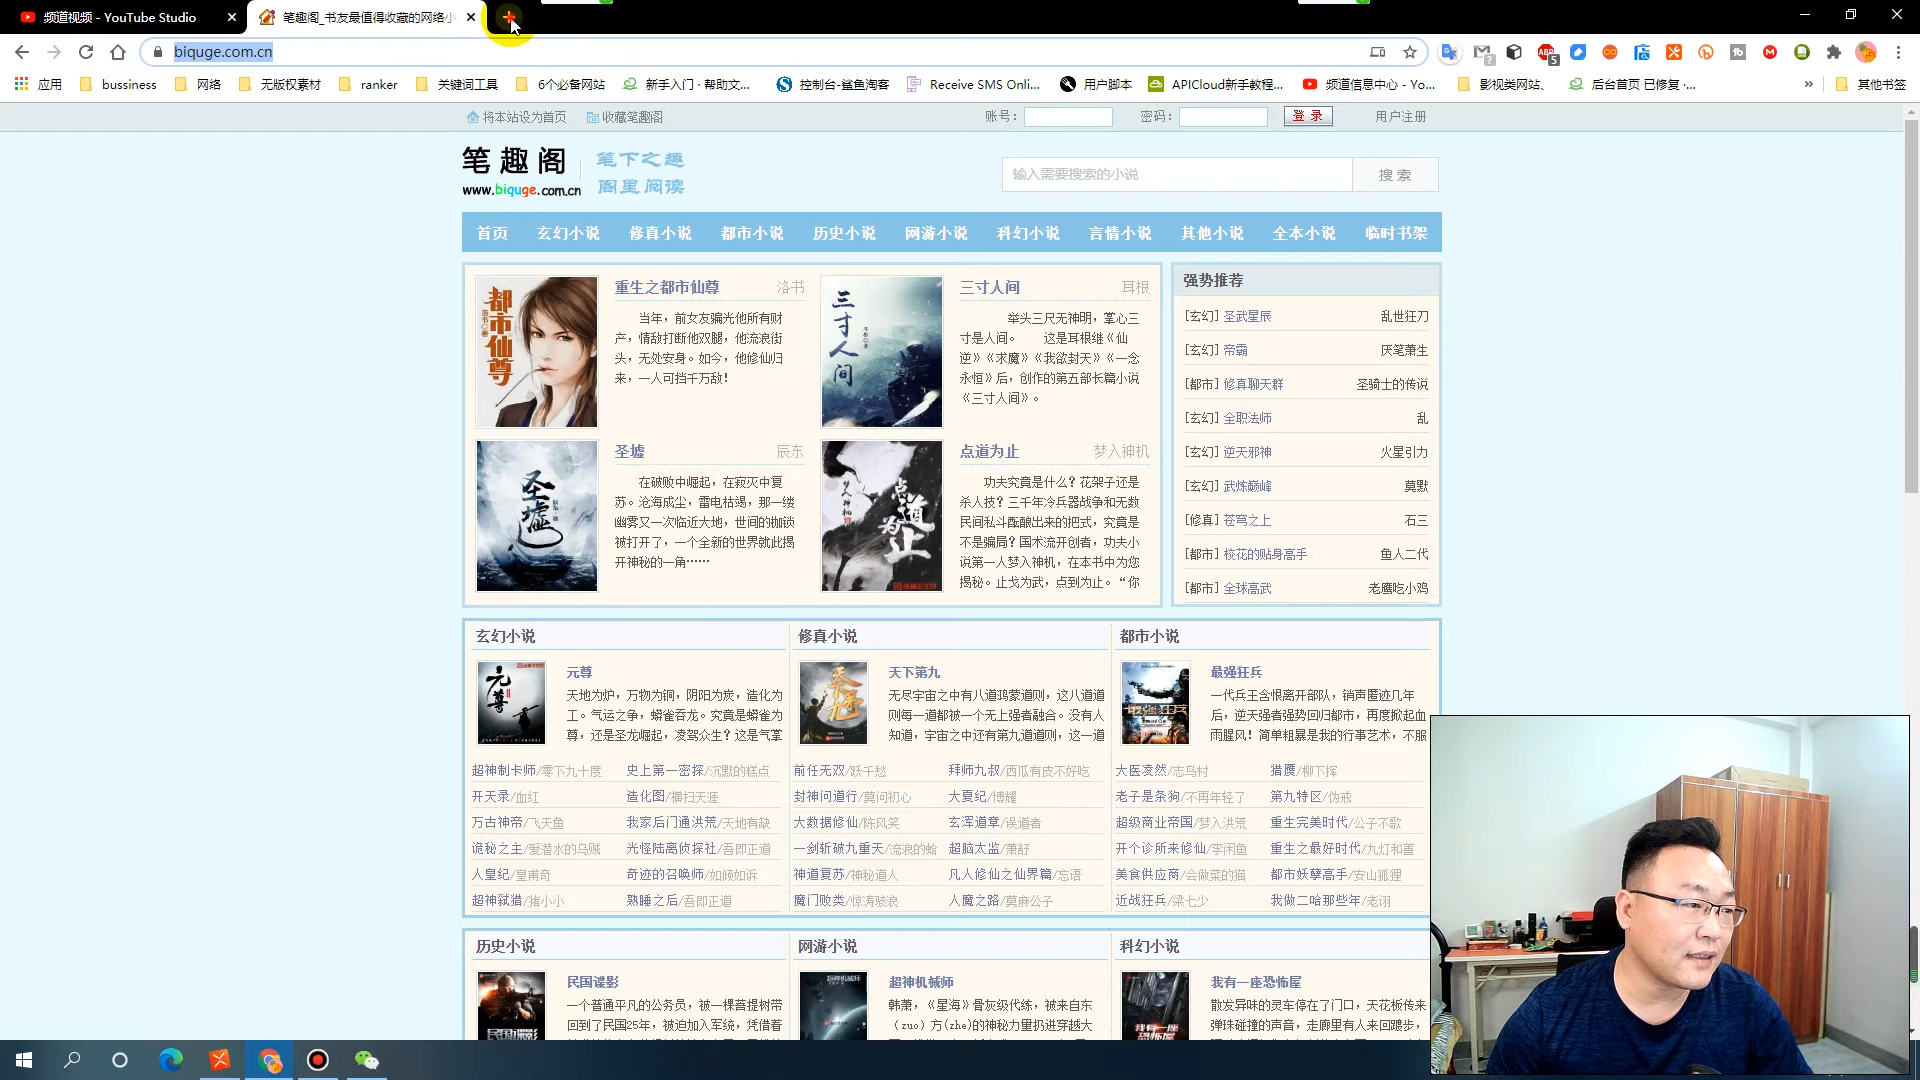 频道视频 - YouTube Studio
笔趣阁_书友最值得收藏的网络小
biquge.com.cn
应用 bussiness 网络 无版权素材 ranker 关键词工具 6个必备网站 新手入门 · 帮助文... 控制台-鲨鱼淘客 Receive SMS Onli... 用户脚本 APICloud新手教程... 频道信息中心 - Yo... 影视类网站、 后台首页 已修复 ·... » 其他书签
将本站设为首页 收藏笔趣阁 账号： 密码： 登 录 用户注册
笔趣阁 笔下之趣
www.biquge.com.cn 阁里阅读
输入需要搜索的小说 搜 索
首页 玄幻小说 修真小说 都市小说 历史小说 网游小说 科幻小说 言情小说 其他小说 全本小说 临时书架
都市仙尊
洛书 著
重生之都市仙尊 洛书
当年，前女友骗光他所有财
产，情敌打断他双腿，他流浪街
头，无处安身。如今，他修仙归
来，一人可挡千万敌！
三寸人间
三寸人间 耳根
举头三尺无神明，掌心三
寸是人间。 这是耳根继《仙
逆》《求魔》《我欲封天》《一念
永恒》后，创作的第五部长篇小说
《三寸人间》。
圣墟
圣墟 辰东
在破败中崛起，在寂灭中复
苏。沧海成尘，雷电枯竭，那一缕
幽雾又一次临近大地，世间的枷锁
被打开了，一个全新的世界就此揭
开神秘的一角……
点道为止
梦入神机
点道为止 梦入神机
功夫究竟是什么？花架子还是
杀人技？三千年冷兵器战争和无数
民间私斗酝酿出来的把式，究竟是
不是骗局？国术流开创者，功夫小
说第一人梦入神机，在本书中为您
揭秘。止戈为武，点到为止。“你
强势推荐
[玄幻] 圣武星辰 乱世狂刀
[玄幻] 帝霸 厌笔萧生
[都市] 修真聊天群 圣骑士的传说
[玄幻] 全职法师 乱
[玄幻] 逆天邪神 火星引力
[玄幻] 武炼巅峰 莫默
[修真] 苍穹之上 石三
[都市] 校花的贴身高手 鱼人二代
[都市] 全球高武 老鹰吃小鸡
玄幻小说
元尊
元尊
天地为炉，万物为铜，阴阳为炭，造化为
工。气运之争，蟒雀吞龙。究竟是蟒雀为
尊，还是圣龙崛起，凌驾众生？这是气掌
超神制卡师/零下九十度 史上第一密探/沉默的糕点
开天录/血红 造化图/横扫天涯
万古神帝/飞天鱼 我家后门通洪荒/天地有缺
诡秘之主/爱潜水的乌贼 光怪陆离侦探社/吾即正道
人皇纪/皇甫奇 奇迹的召唤师/如倾如诉
超神弑猎/猪小小 熟睡之后/吾即正道
修真小说
天下第九
无尽宇宙之中有八道鸿蒙道则，这八道道
则每一道都被一个无上强者融合。没有人
知道，宇宙之中还有第九道道则，这一道
前任无双/跃千愁 拜师九叔/西瓜有皮不好吃
封神问道行/莫问初心 大夏纪/博耀
大数据修仙/陈风笑 玄浑道章/误道者
一剑斩破九重天/流浪的蛤 超脑太监/萧舒
神道复苏/神秘道人 凡人修仙之仙界篇/忘语
魔门败类/惊涛骇浪 人魔之路/莫麻公子
都市小说
最强狂兵
最强狂兵
一代兵王含恨离开部队，销声匿迹几年
后，逆天强者强势回归都市，再度掀起血
雨腥风！简单粗暴是我的行事艺术，不服
大医凌然/志鸟村 猎赝/柳下挥
老子是条狗/不再年轻了 第九特区/伪戒
超级商业帝国/梦入洪荒 重生完美时代/公子不歌
开个诊所来修仙/李闲鱼 重生之最好时代/九灯和善
美食供应商/会做菜的猫 都市妖孽高手/安山狐狸
近战狂兵/梁七少 我做二哈那些年/老诩
历史小说
民国谍影
民国谍影
一个普通平凡的公务员，被一棵菩提树带
回到了民国25年，被迫加入军统，凭借着
网游小说
超神机械师
超神机械师
韩萧，《星海》骨灰级代练，被来自东
（zuo）方(zhe)的神秘力量扔进穿越大
科幻小说
我有一座恐怖屋
散发异味的灵车停在了门口，天花板传来
弹珠碰撞的声音，走廊里有人来回踱步，